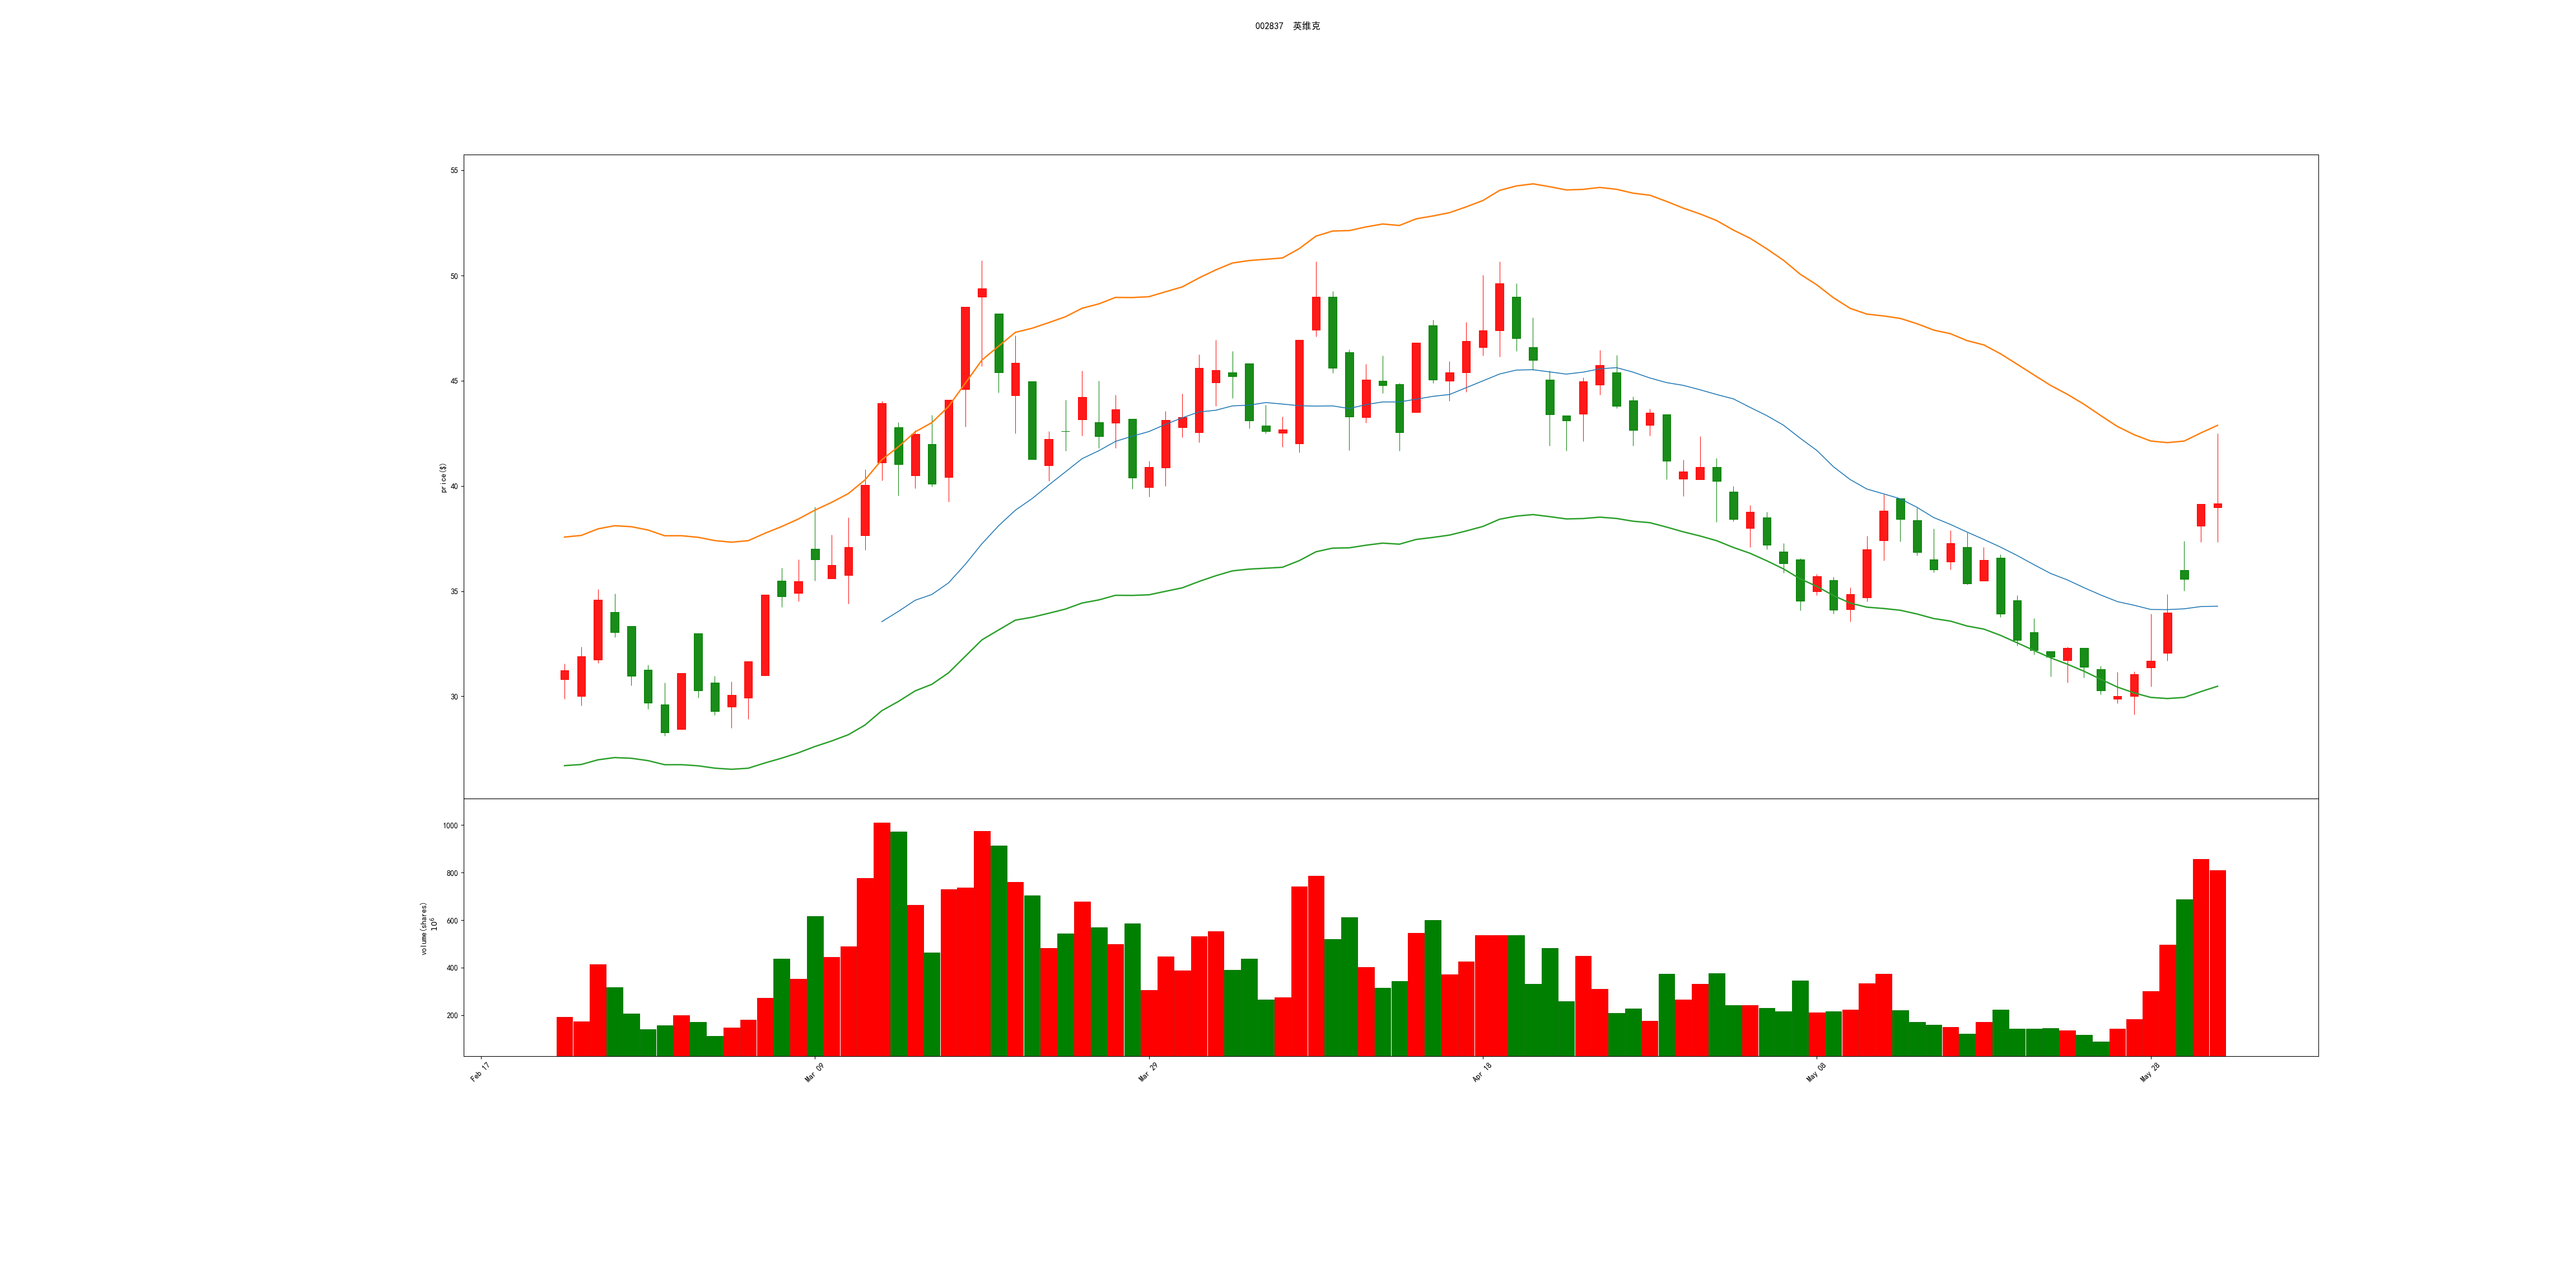 002837 英维克
55
50
45
40
35
30
price($)
1000
800
600
400
200
volume(shares)
10⁶
Feb 17
Mar 09
Mar 29
Apr 18
May 08
May 28